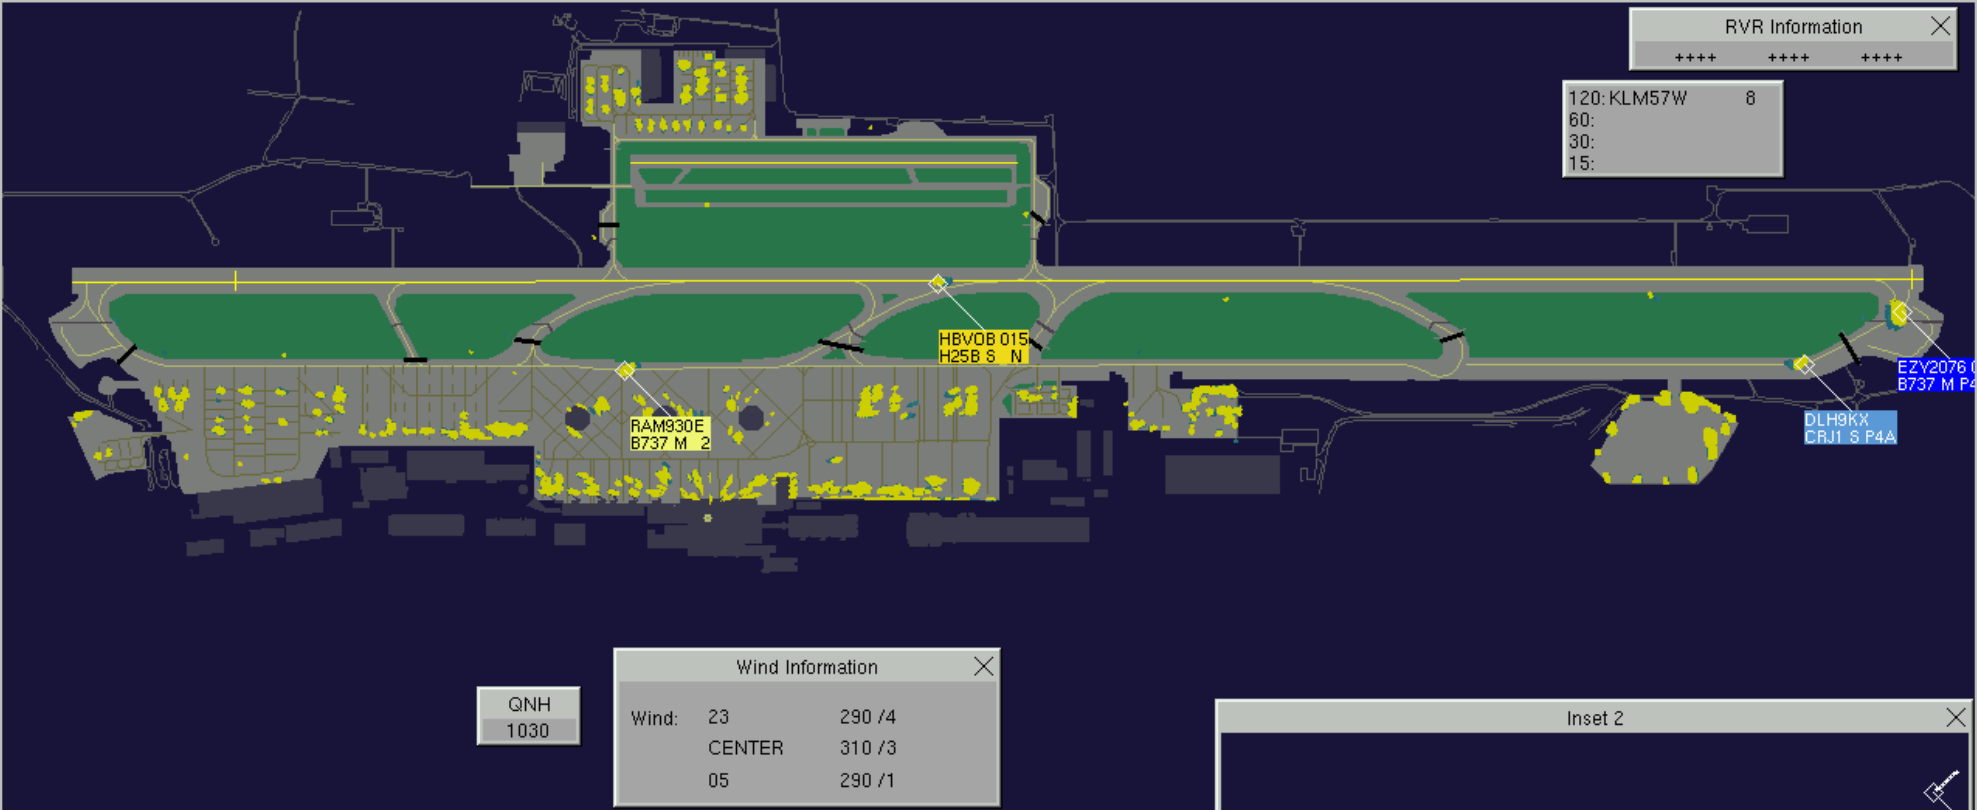 RVR Information
++++ ++++ ++++
120: KLM57W 8
60:
30:
15:
HBVOB 015
H25B S N
EZY2076
B737 M P4
RAM930E
B737 M 2
DLH9KX
CRJ1 S P4A
QNH
1030
Wind Information
Wind: 23 290 /4
CENTER 310 /3
05 290 /1
Inset 2